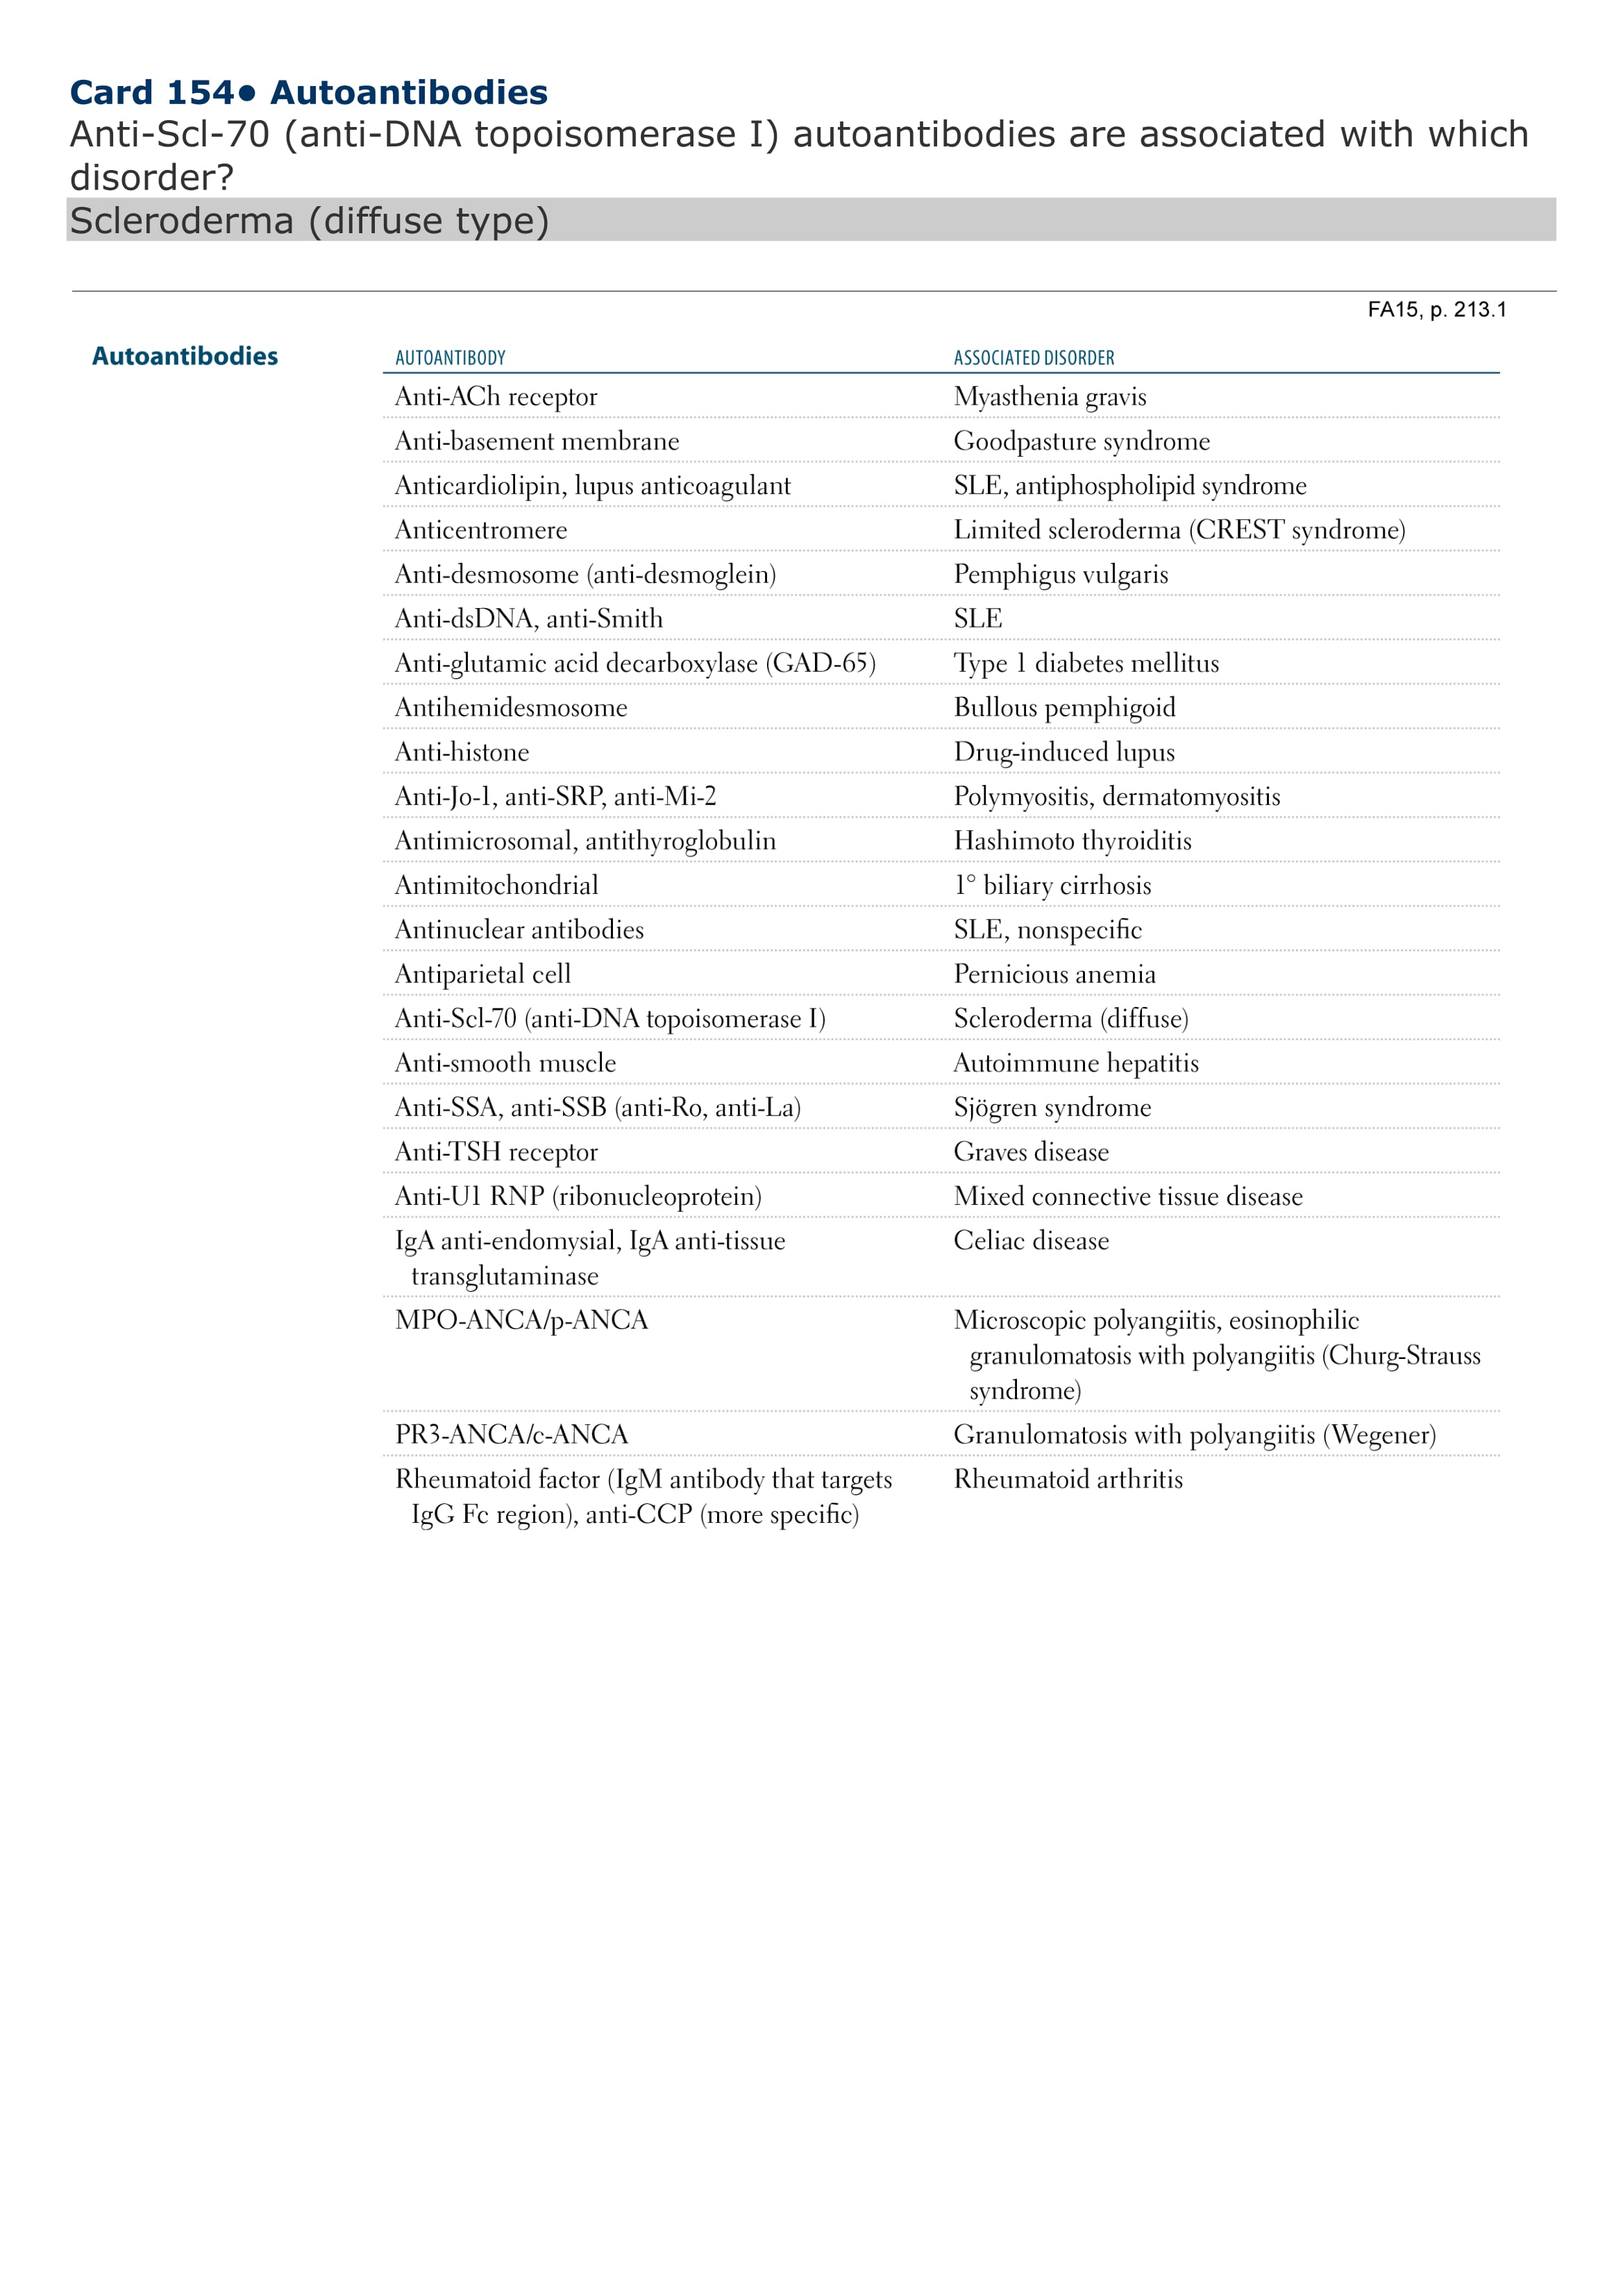 Card 154• Autoantibodies
Anti-Scl-70 (anti-DNA topoisomerase I) autoantibodies are associated with which
disorder?
Scleroderma (diffuse type)
FA15, p. 213.1
Autoantibodies
AUTOANTIBODY ASSOCIATED DISORDER
Anti-ACh receptor Myasthenia gravis
Anti-basement membrane Goodpasture syndrome
Anticardiolipin, lupus anticoagulant SLE, antiphospholipid syndrome
Anticentromere Limited scleroderma (CREST syndrome)
Anti-desmosome (anti-desmoglein) Pemphigus vulgaris
Anti-dsDNA, anti-Smith SLE
Anti-glutamic acid decarboxylase (GAD-65) Type 1 diabetes mellitus
Antihemidesmosome Bullous pemphigoid
Anti-histone Drug-induced lupus
Anti-Jo-1, anti-SRP, anti-Mi-2 Polymyositis, dermatomyositis
Antimicrosomal, antithyroglobulin Hashimoto thyroiditis
Antimitochondrial 1° biliary cirrhosis
Antinuclear antibodies SLE, nonspecific
Antiparietal cell Pernicious anemia
Anti-Scl-70 (anti-DNA topoisomerase I) Scleroderma (diffuse)
Anti-smooth muscle Autoimmune hepatitis
Anti-SSA, anti-SSB (anti-Ro, anti-La) Sjögren syndrome
Anti-TSH receptor Graves disease
Anti-U1 RNP (ribonucleoprotein) Mixed connective tissue disease
IgA anti-endomysial, IgA anti-tissue Celiac disease
transglutaminase
MPO-ANCA/p-ANCA Microscopic polyangiitis, eosinophilic
granulomatosis with polyangiitis (Churg-Strauss
syndrome)
PR3-ANCA/c-ANCA Granulomatosis with polyangiitis (Wegener)
Rheumatoid factor (IgM antibody that targets Rheumatoid arthritis
IgG Fc region), anti-CCP (more specific)